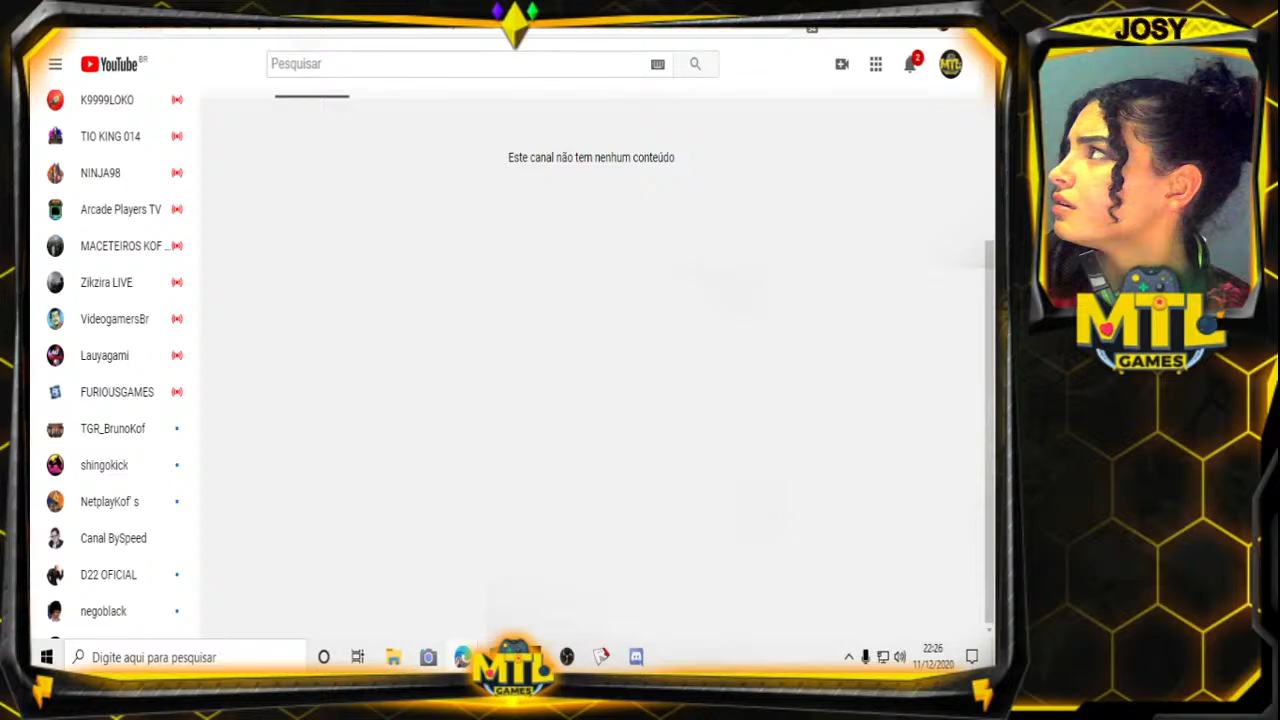 JOSY
YouTube BR
Pesquisar
2
K9999LOKO
TIO KING 014
NINJA98
Arcade Players TV
MACETEIROS KOF ...
Zikzira LIVE
VideogamersBr
Lauyagami
FURIOUSGAMES
TGR_BrunoKof
shingokick
NetplayKof´s
Canal BySpeed
D22 OFICIAL
negoblack
Este canal não tem nenhum conteúdo
MTL
GAMES
Digite aqui para pesquisar
MTL
GAMES
22:26
11/12/2020